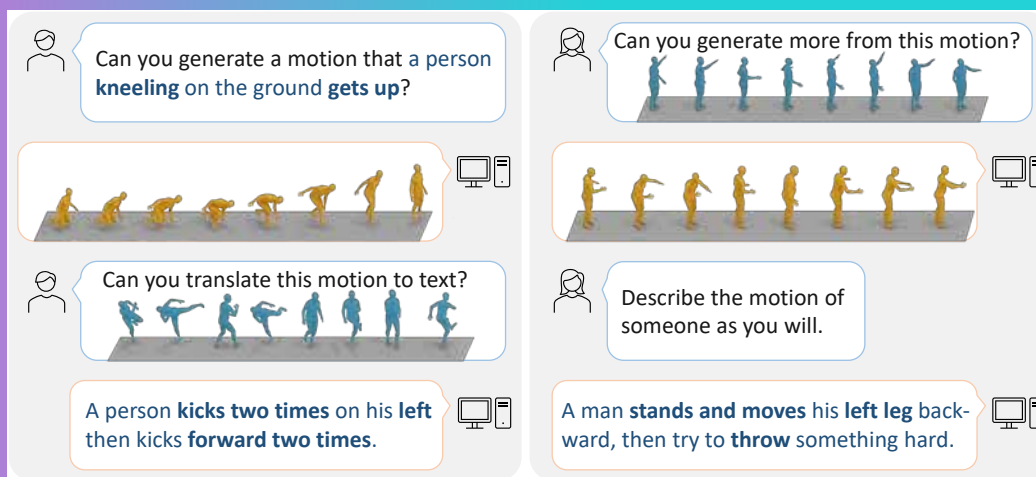 Can you generate a motion that a person
kneeling on the ground gets up?
Can you translate this motion to text?
A person kicks two times on his left
then kicks forward two times.
Can you generate more from this motion?
Describe the motion of
someone as you will.
A man stands and moves his left leg back-
ward, then try to throw something hard.